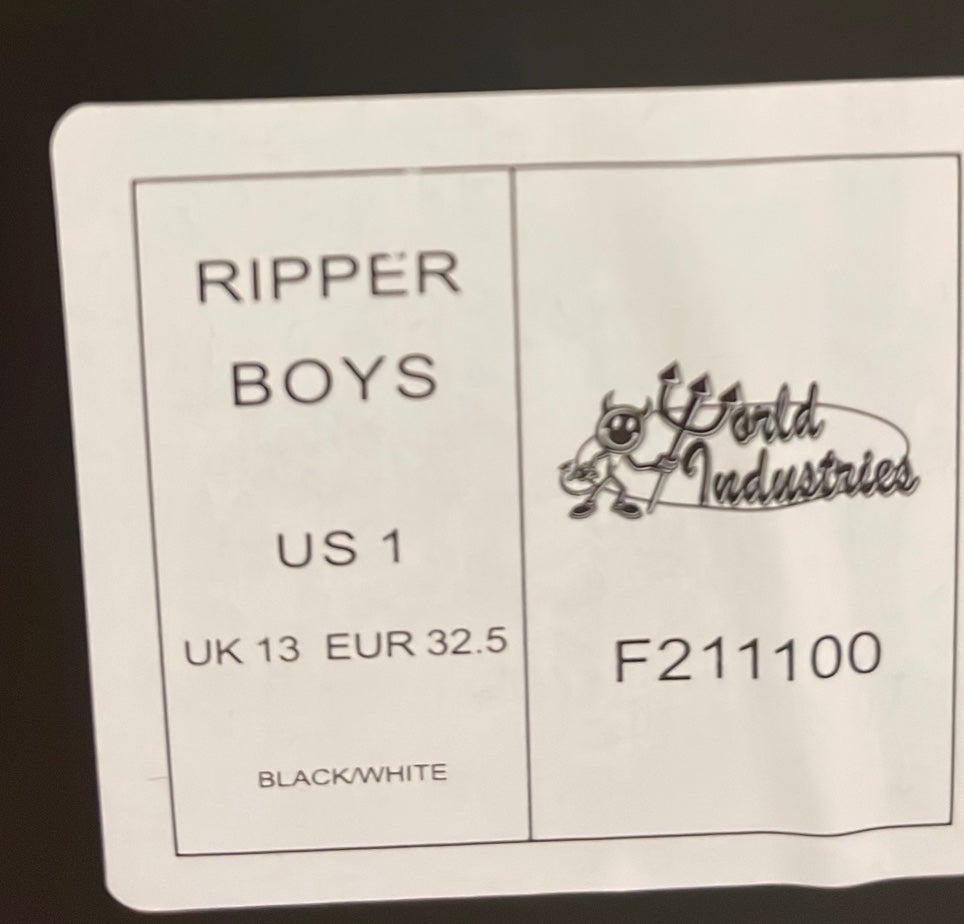 RIPPER
BOYS
US 1
UK 13 EUR 32.5
BLACK/WHITE
World
Industries
F211100